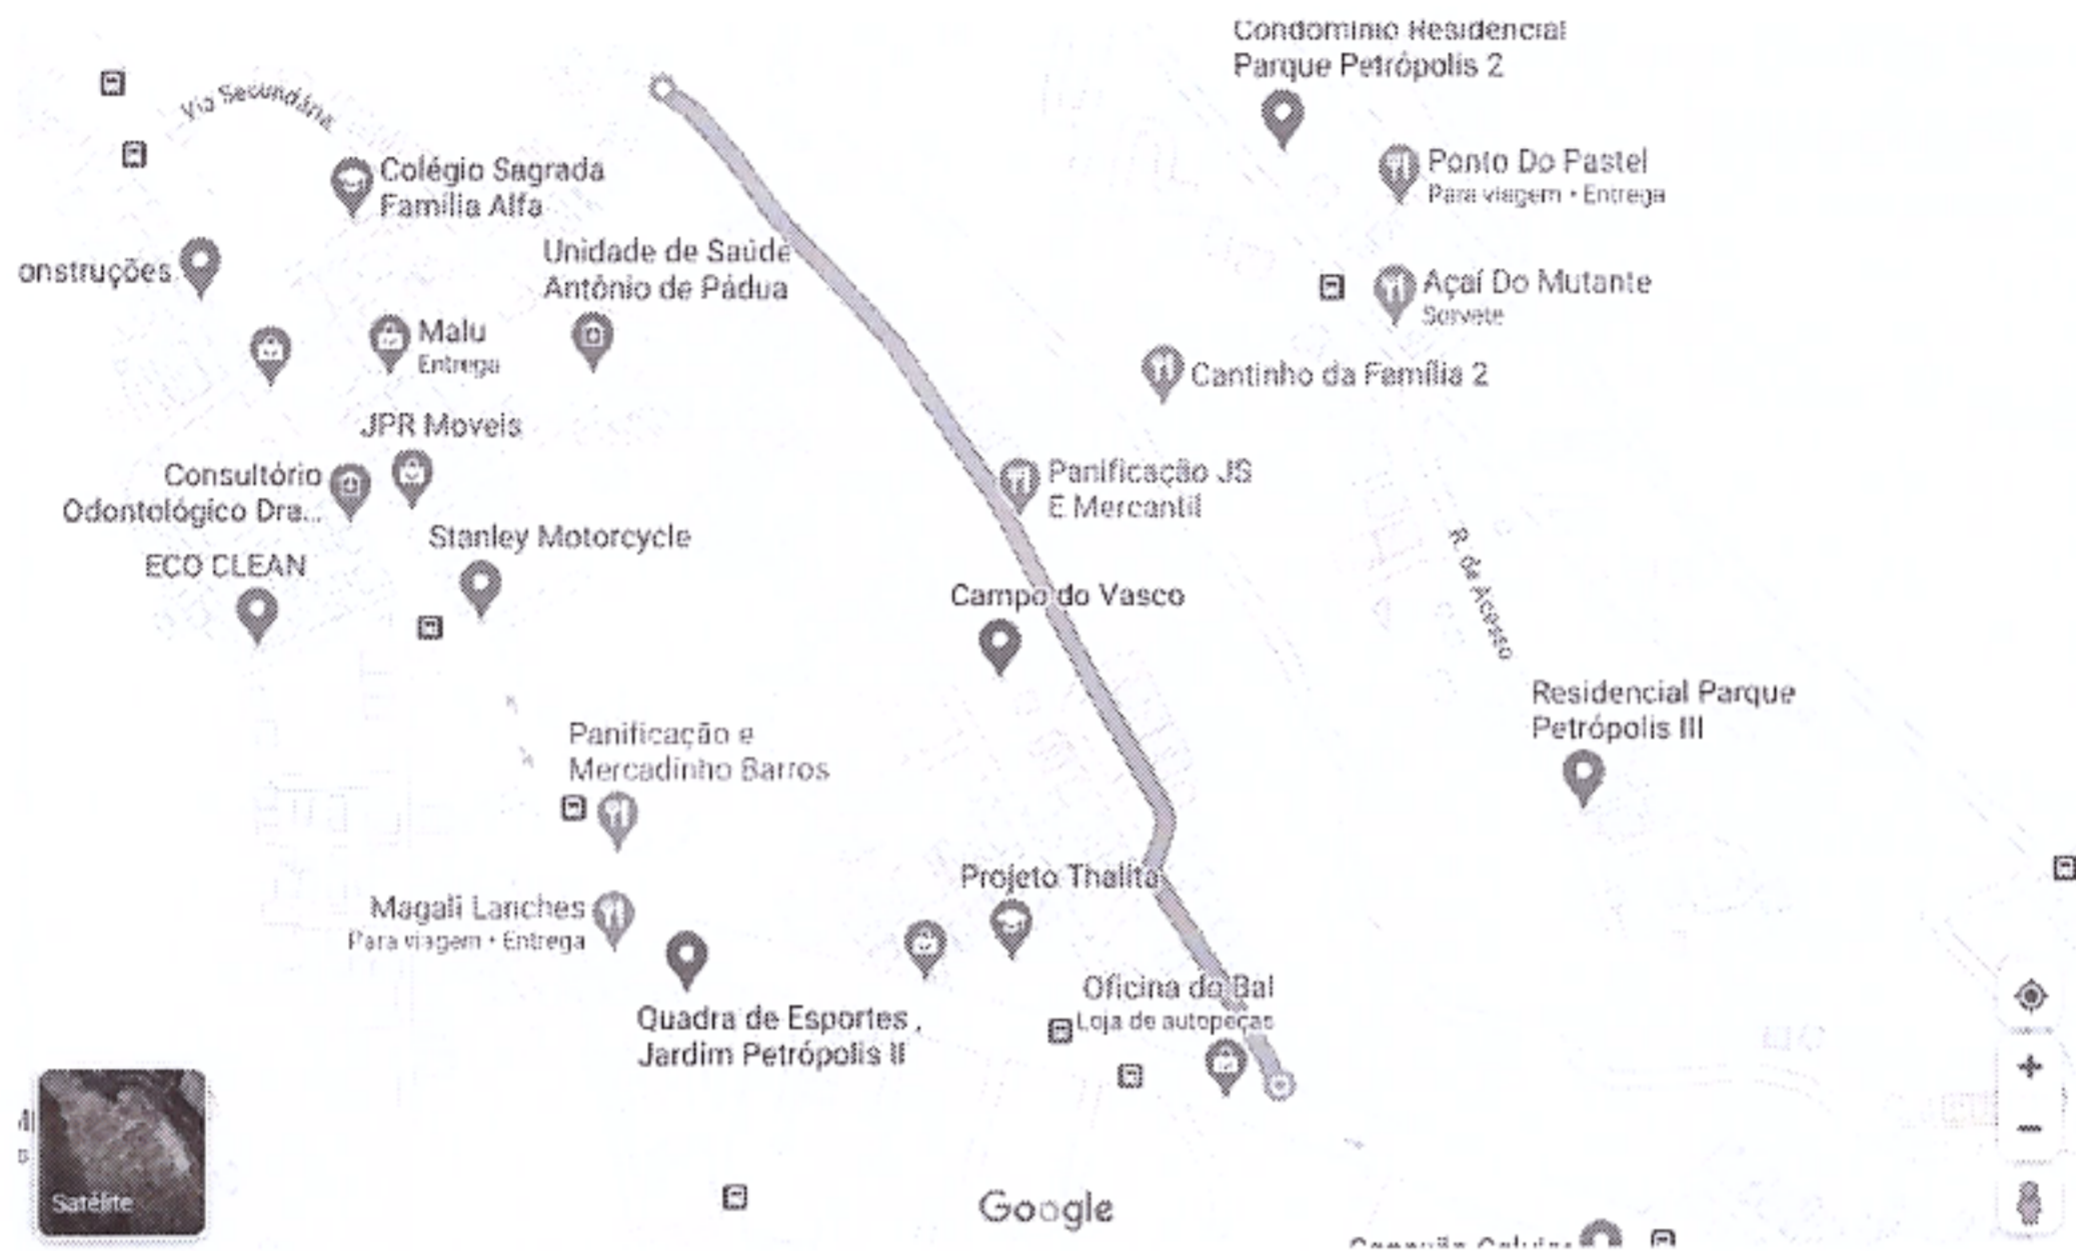 Condomínio Residencial
Parque Petrópolis 2
Via Secundária
Ponto Do Pastel
Para viagem • Entrega
Colégio Sagrada
Família Alfa
Unidade de Saúde
Antônio de Pádua
onstruções
Açaí Do Mutante
Sorvete
Malu
Entrega
Cantinho da Família 2
JPR Moveis
Consultório
Odontológico Dra...
Panificação JS
E Mercantil
Stanley Motorcycle
ECO CLEAN
R. de Acesso
Campo do Vasco
Residencial Parque
Petrópolis III
Panificação e
Mercadinho Barros
Projeto Thalita
Magali Lanches
Para viagem • Entrega
Oficina do Bal
Loja de autopeças
Quadra de Esportes,
Jardim Petrópolis II
Satélite
Google